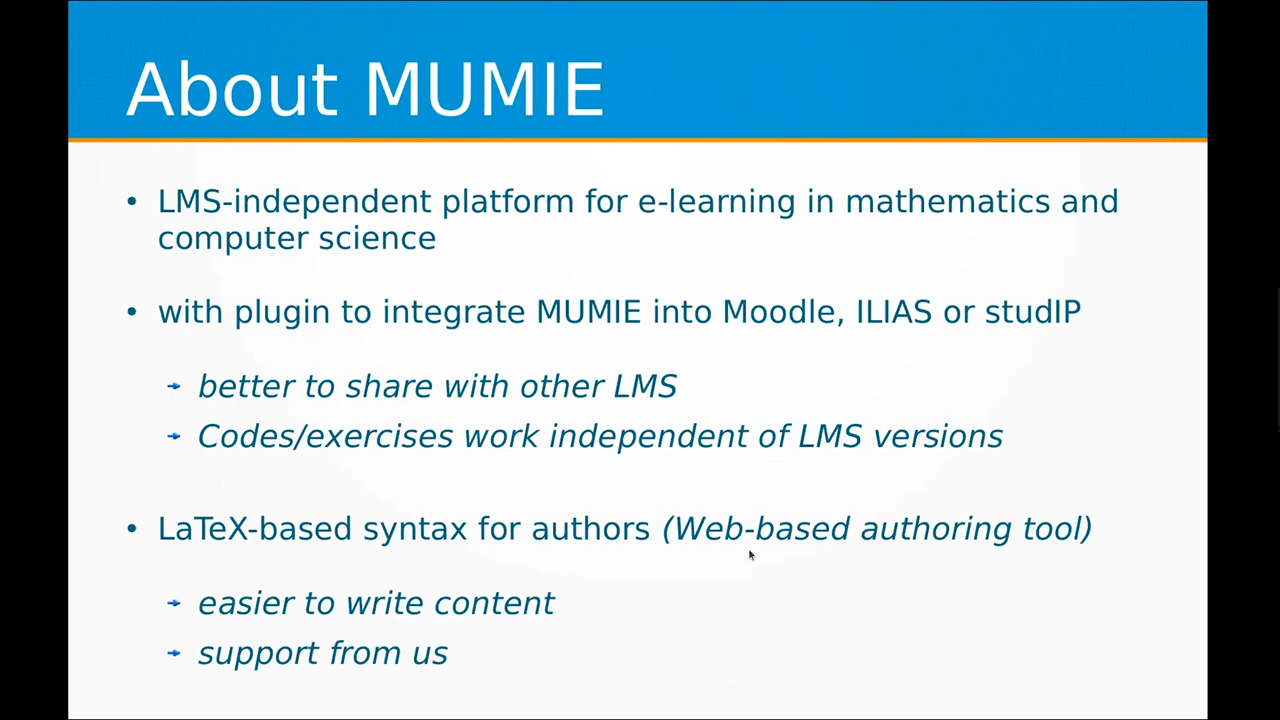 About MUMIE
• LMS-independent platform for e-learning in mathematics and
computer science
• with plugin to integrate MUMIE into Moodle, ILIAS or studIP
better to share with other LMS
Codes/exercises work independent of LMS versions
• LaTeX-based syntax for authors (Web-based authoring tool)
easier to write content
support from us